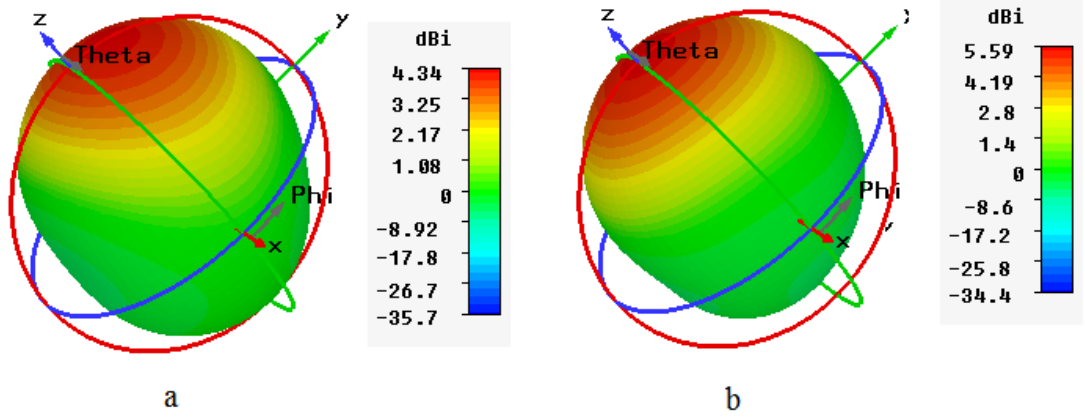 z
y
Theta
Phi
x
dBi
4.34
3.25
2.17
1.08
0
-8.92
-17.8
-26.7
-35.7
a
z
Theta
Phi
x
dBi
5.59
4.19
2.8
1.4
0
-8.6
-17.2
-25.8
-34.4
b